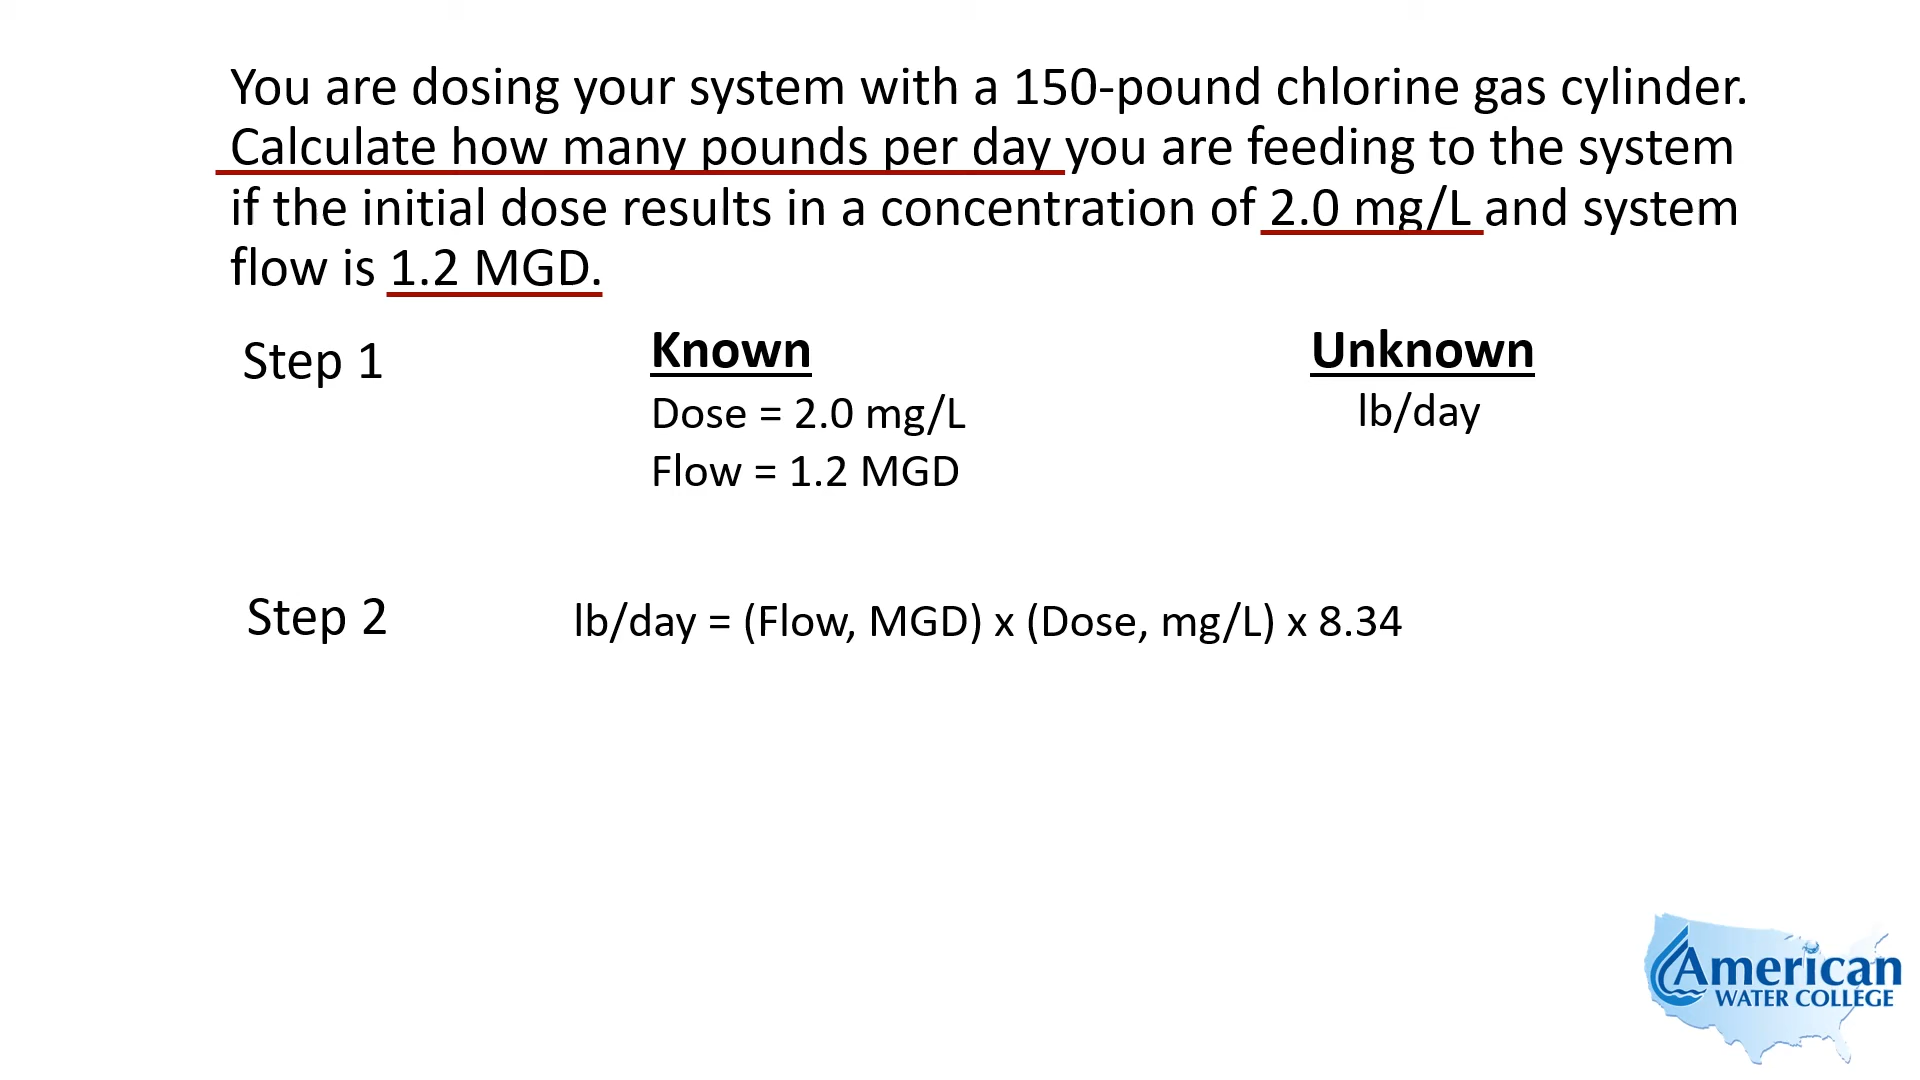 You are dosing your system with a 150-pound chlorine gas cylinder.
Calculate how many pounds per day you are feeding to the system
if the initial dose results in a concentration of 2.0 mg/L and system
flow is 1.2 MGD.
Step 1
Known
Unknown
Dose = 2.0 mg/L
lb/day
Flow = 1.2 MGD
Step 2
lb/day = (Flow, MGD) x (Dose, mg/L) x 8.34
American
WATER COLLEGE